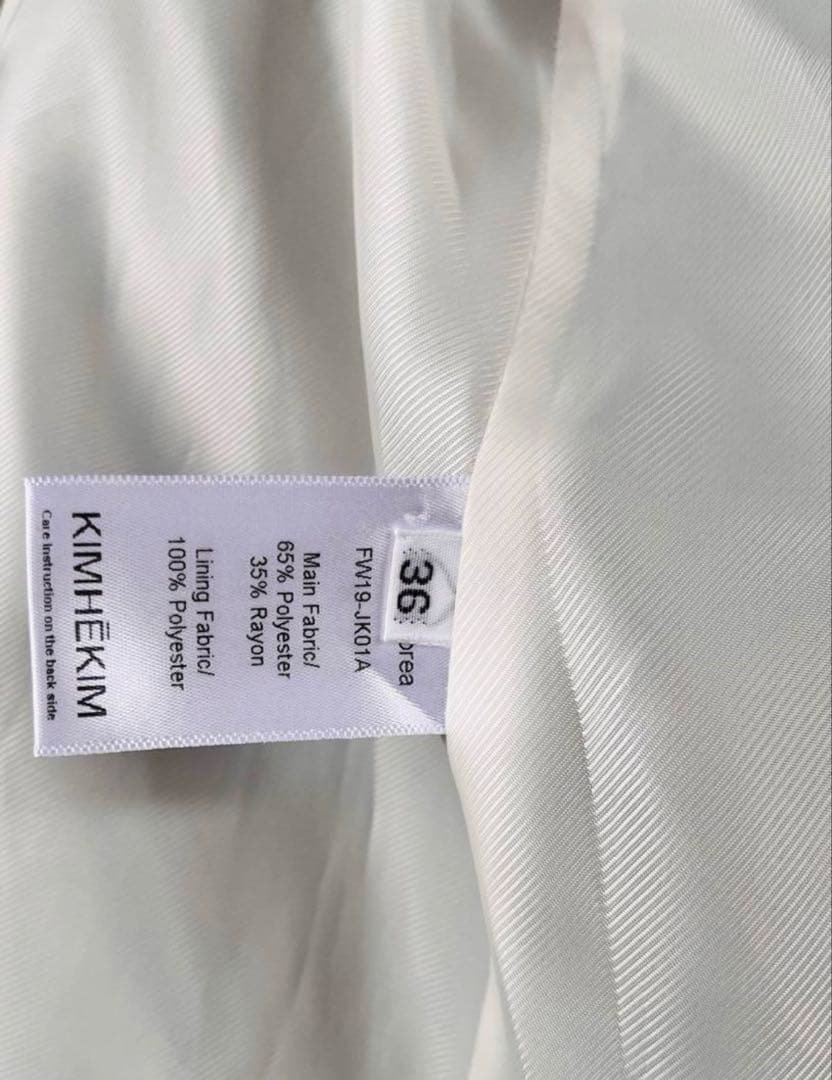 36
orea
FW19-JK01A
Main Fabric/
65% Polyester
35% Rayon
Lining Fabric/
100% Polyester
KIMHĒKIM
Care Instruction on the back side